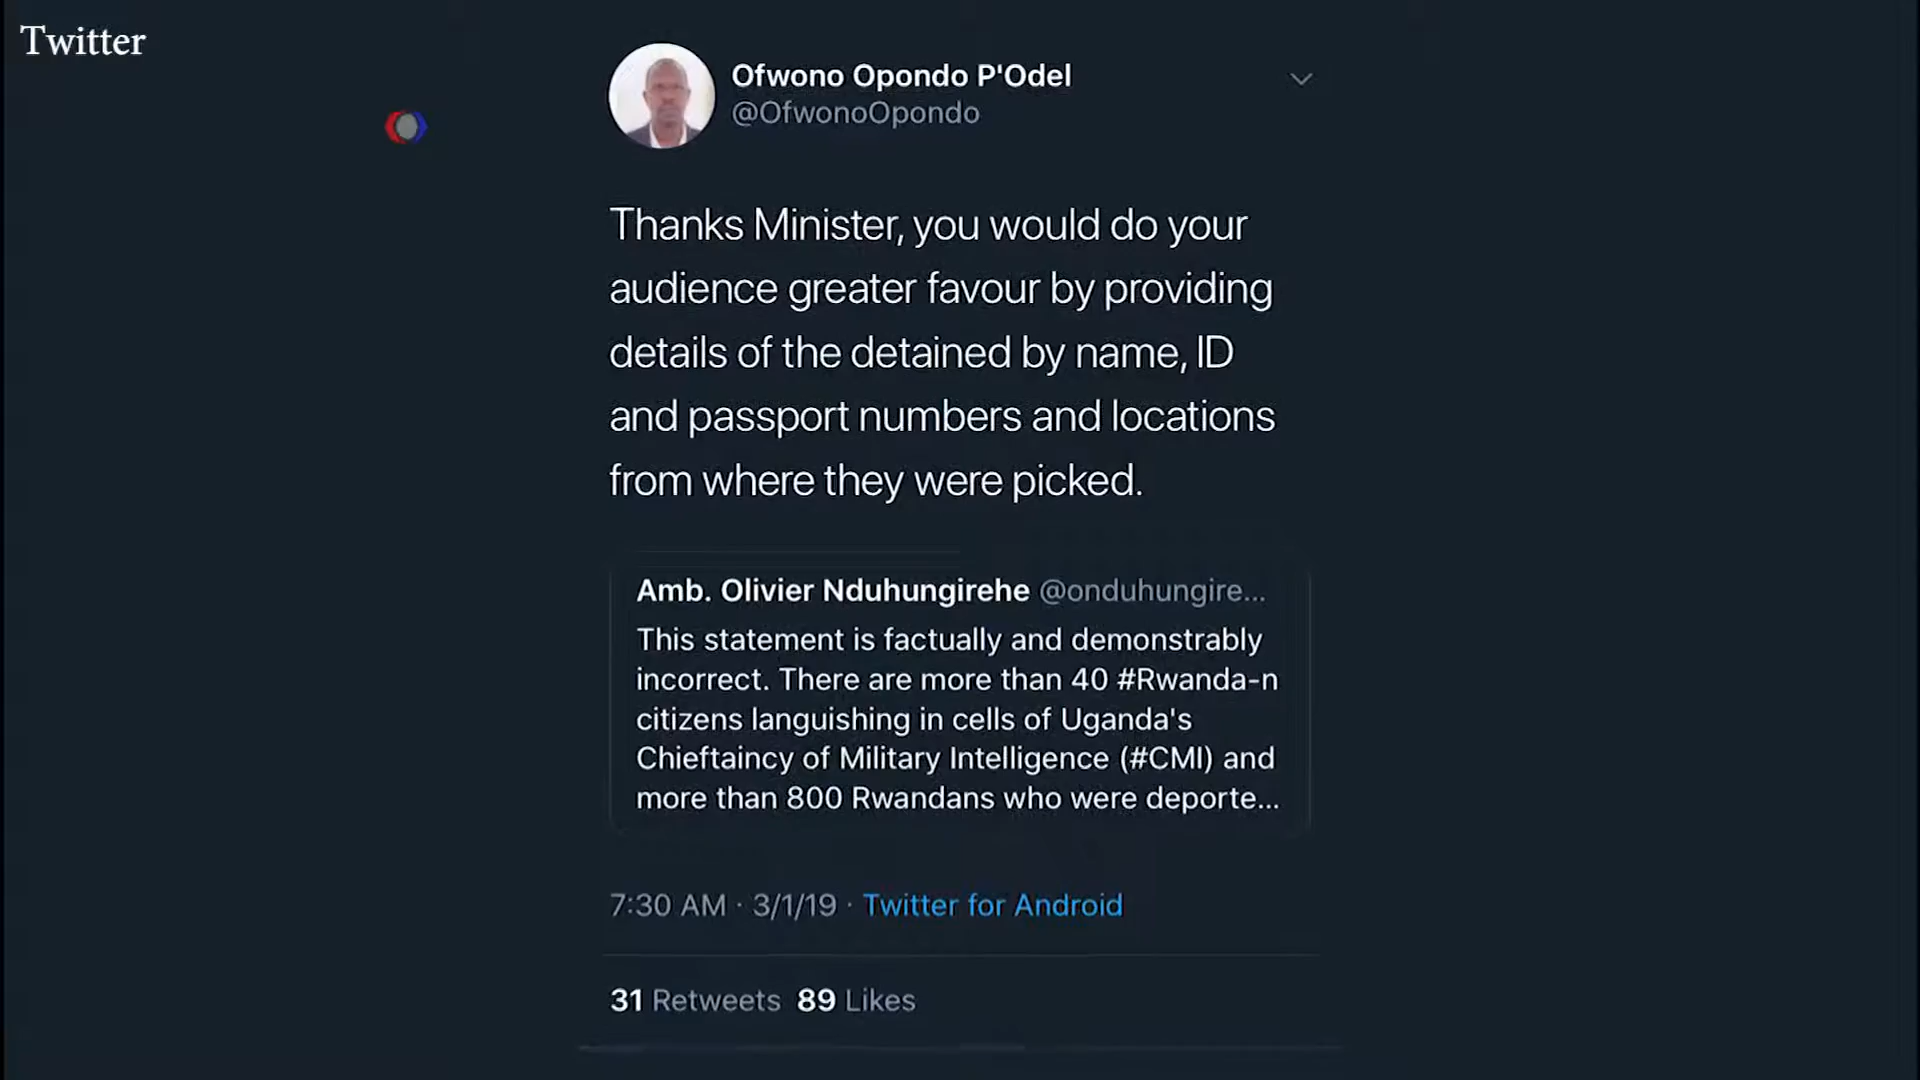 Twitter
Ofwono Opondo P'Odel
@OfwonoOpondo
Thanks Minister, you would do your
audience greater favour by providing
details of the detained by name, ID
and passport numbers and locations
from where they were picked.
Amb. Olivier Nduhungirehe @onduhungire...
This statement is factually and demonstrably
incorrect. There are more than 40 #Rwanda-n
citizens languishing in cells of Uganda's
Chieftaincy of Military Intelligence (#CMI) and
more than 800 Rwandans who were deporte...
7:30 AM · 3/1/19 · Twitter for Android
31 Retweets 89 Likes